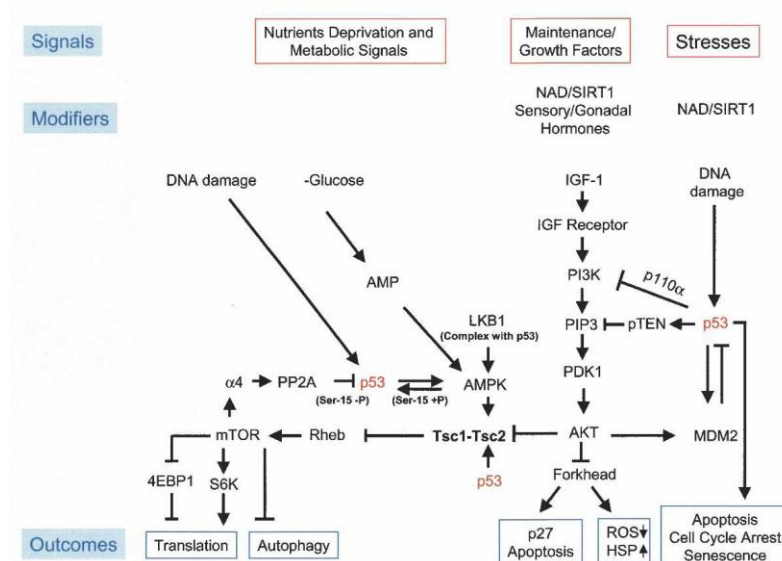 Signals
Nutrients Deprivation and
Metabolic Signals
Maintenance/
Growth Factors
Stresses
Modifiers
NAD/SIRT1
Sensory/Gonadal
Hormones
NAD/SIRT1
DNA damage
-Glucose
IGF-1
DNA
damage
IGF Receptor
AMP
PI3K
p110α
LKB1
(Complex with p53)
PIP3
pTEN
p53
α4
PP2A
p53
AMPK
PDK1
(Ser-15 -P)
(Ser-15 +P)
mTOR
Rheb
Tsc1-Tsc2
AKT
MDM2
4EBP1
S6K
p53
Forkhead
Outcomes
Translation
Autophagy
p27
Apoptosis
ROS
HSP
Apoptosis
Cell Cycle Arrest
Senescence